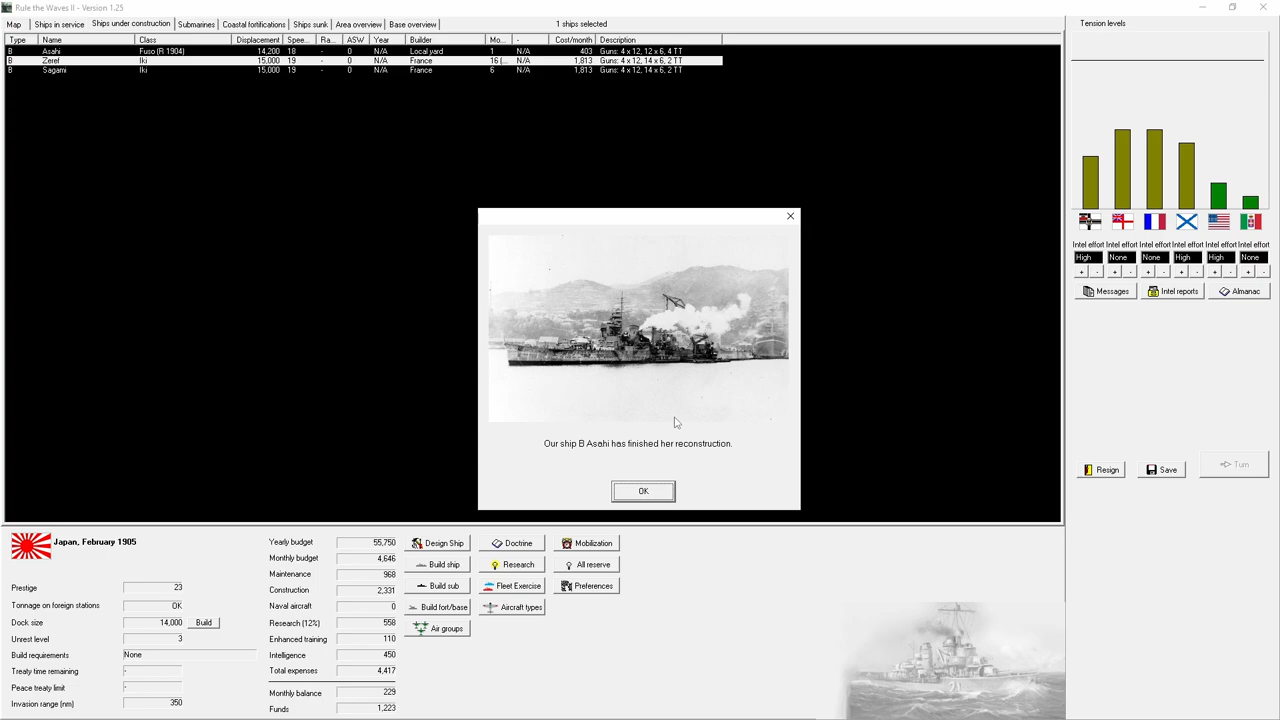 Rule the Waves II - Version 1.25
Map Ships in service Ships under construction Submarines Coastal fortifications Ships sunk Area overview Base overview 1 ships selected
Type Name Class Displacement Spee... Ra... ASW Year Builder Mo... - Cost/month Description
B Asahi Fuso (R 1904) 14,200 18 - 0 N/A Local yard 1 N/A 403 Guns: 4 x 12, 12 x 6, 4 TT
B Zeref Iki 15,000 19 - 0 N/A France 16 (... N/A 1,813 Guns: 4 x 12, 14 x 6, 2 TT
B Sagami Iki 15,000 19 - 0 N/A France 6 N/A 1,813 Guns: 4 x 12, 14 x 6, 2 TT
Our ship B Asahi has finished her reconstruction.
OK
Tension levels
Intel effort Intel effort Intel effort Intel effort Intel effort Intel effort
High None None High High None
+ - + - + - + - + - + -
Messages Intel reports Almanac
Resign Save Turn
Japan, February 1905
Prestige 23
Tonnage on foreign stations OK
Dock size 14,000 Build
Unrest level 3
Build requirements None
Treaty time remaining -
Peace treaty limit -
Invasion range (nm) 350
Yearly budget 55,750
Monthly budget 4,646
Maintenance 968
Construction 2,331
Naval aircraft 0
Research (12%) 558
Enhanced training 110
Intelligence 450
Total expenses 4,417
Monthly balance 229
Funds 1,223
Design Ship Doctrine Mobilization
Build ship Research All reserve
Build sub Fleet Exercise Preferences
Build fort/base Aircraft types
Air groups